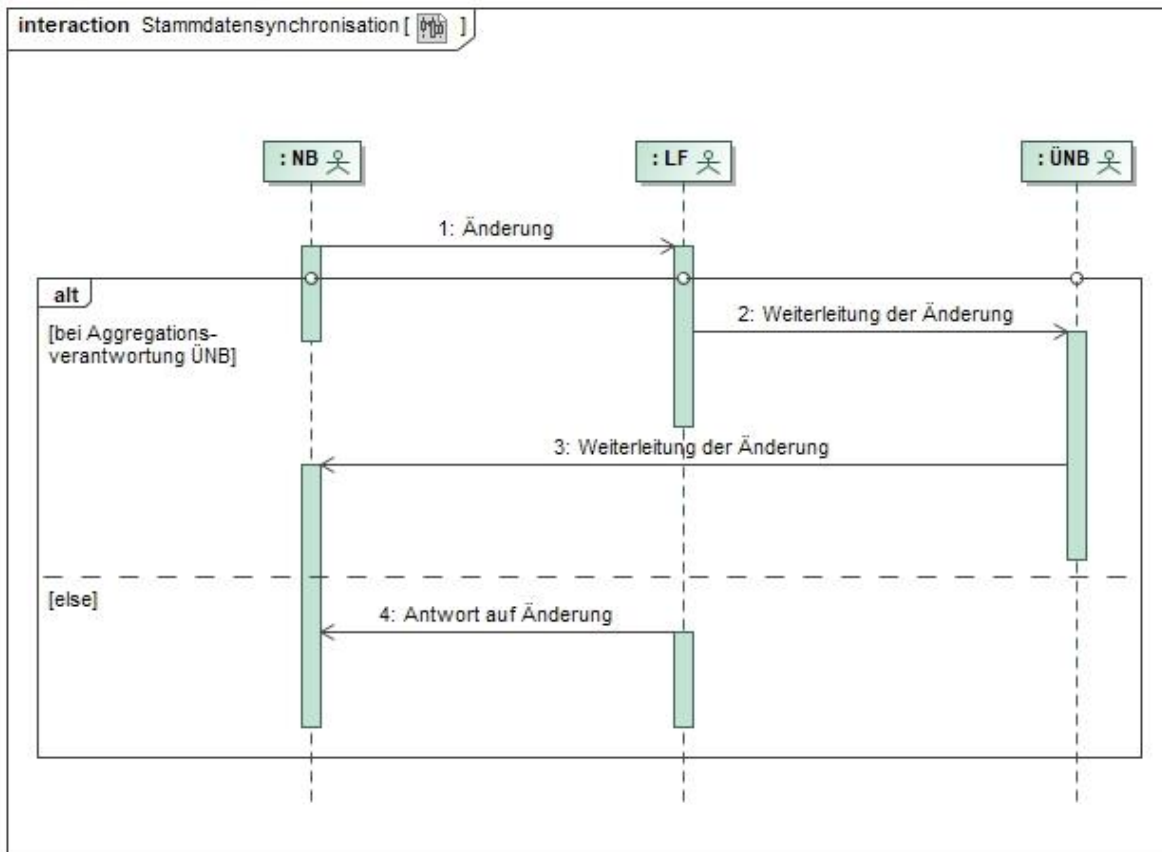 interaction Stammdatensynchronisation [ ]
: NB
: LF
: ÜNB
1: Änderung
alt
[bei Aggregations-
verantwortung ÜNB]
2: Weiterleitung der Änderung
3: Weiterleitung der Änderung
[else]
4: Antwort auf Änderung